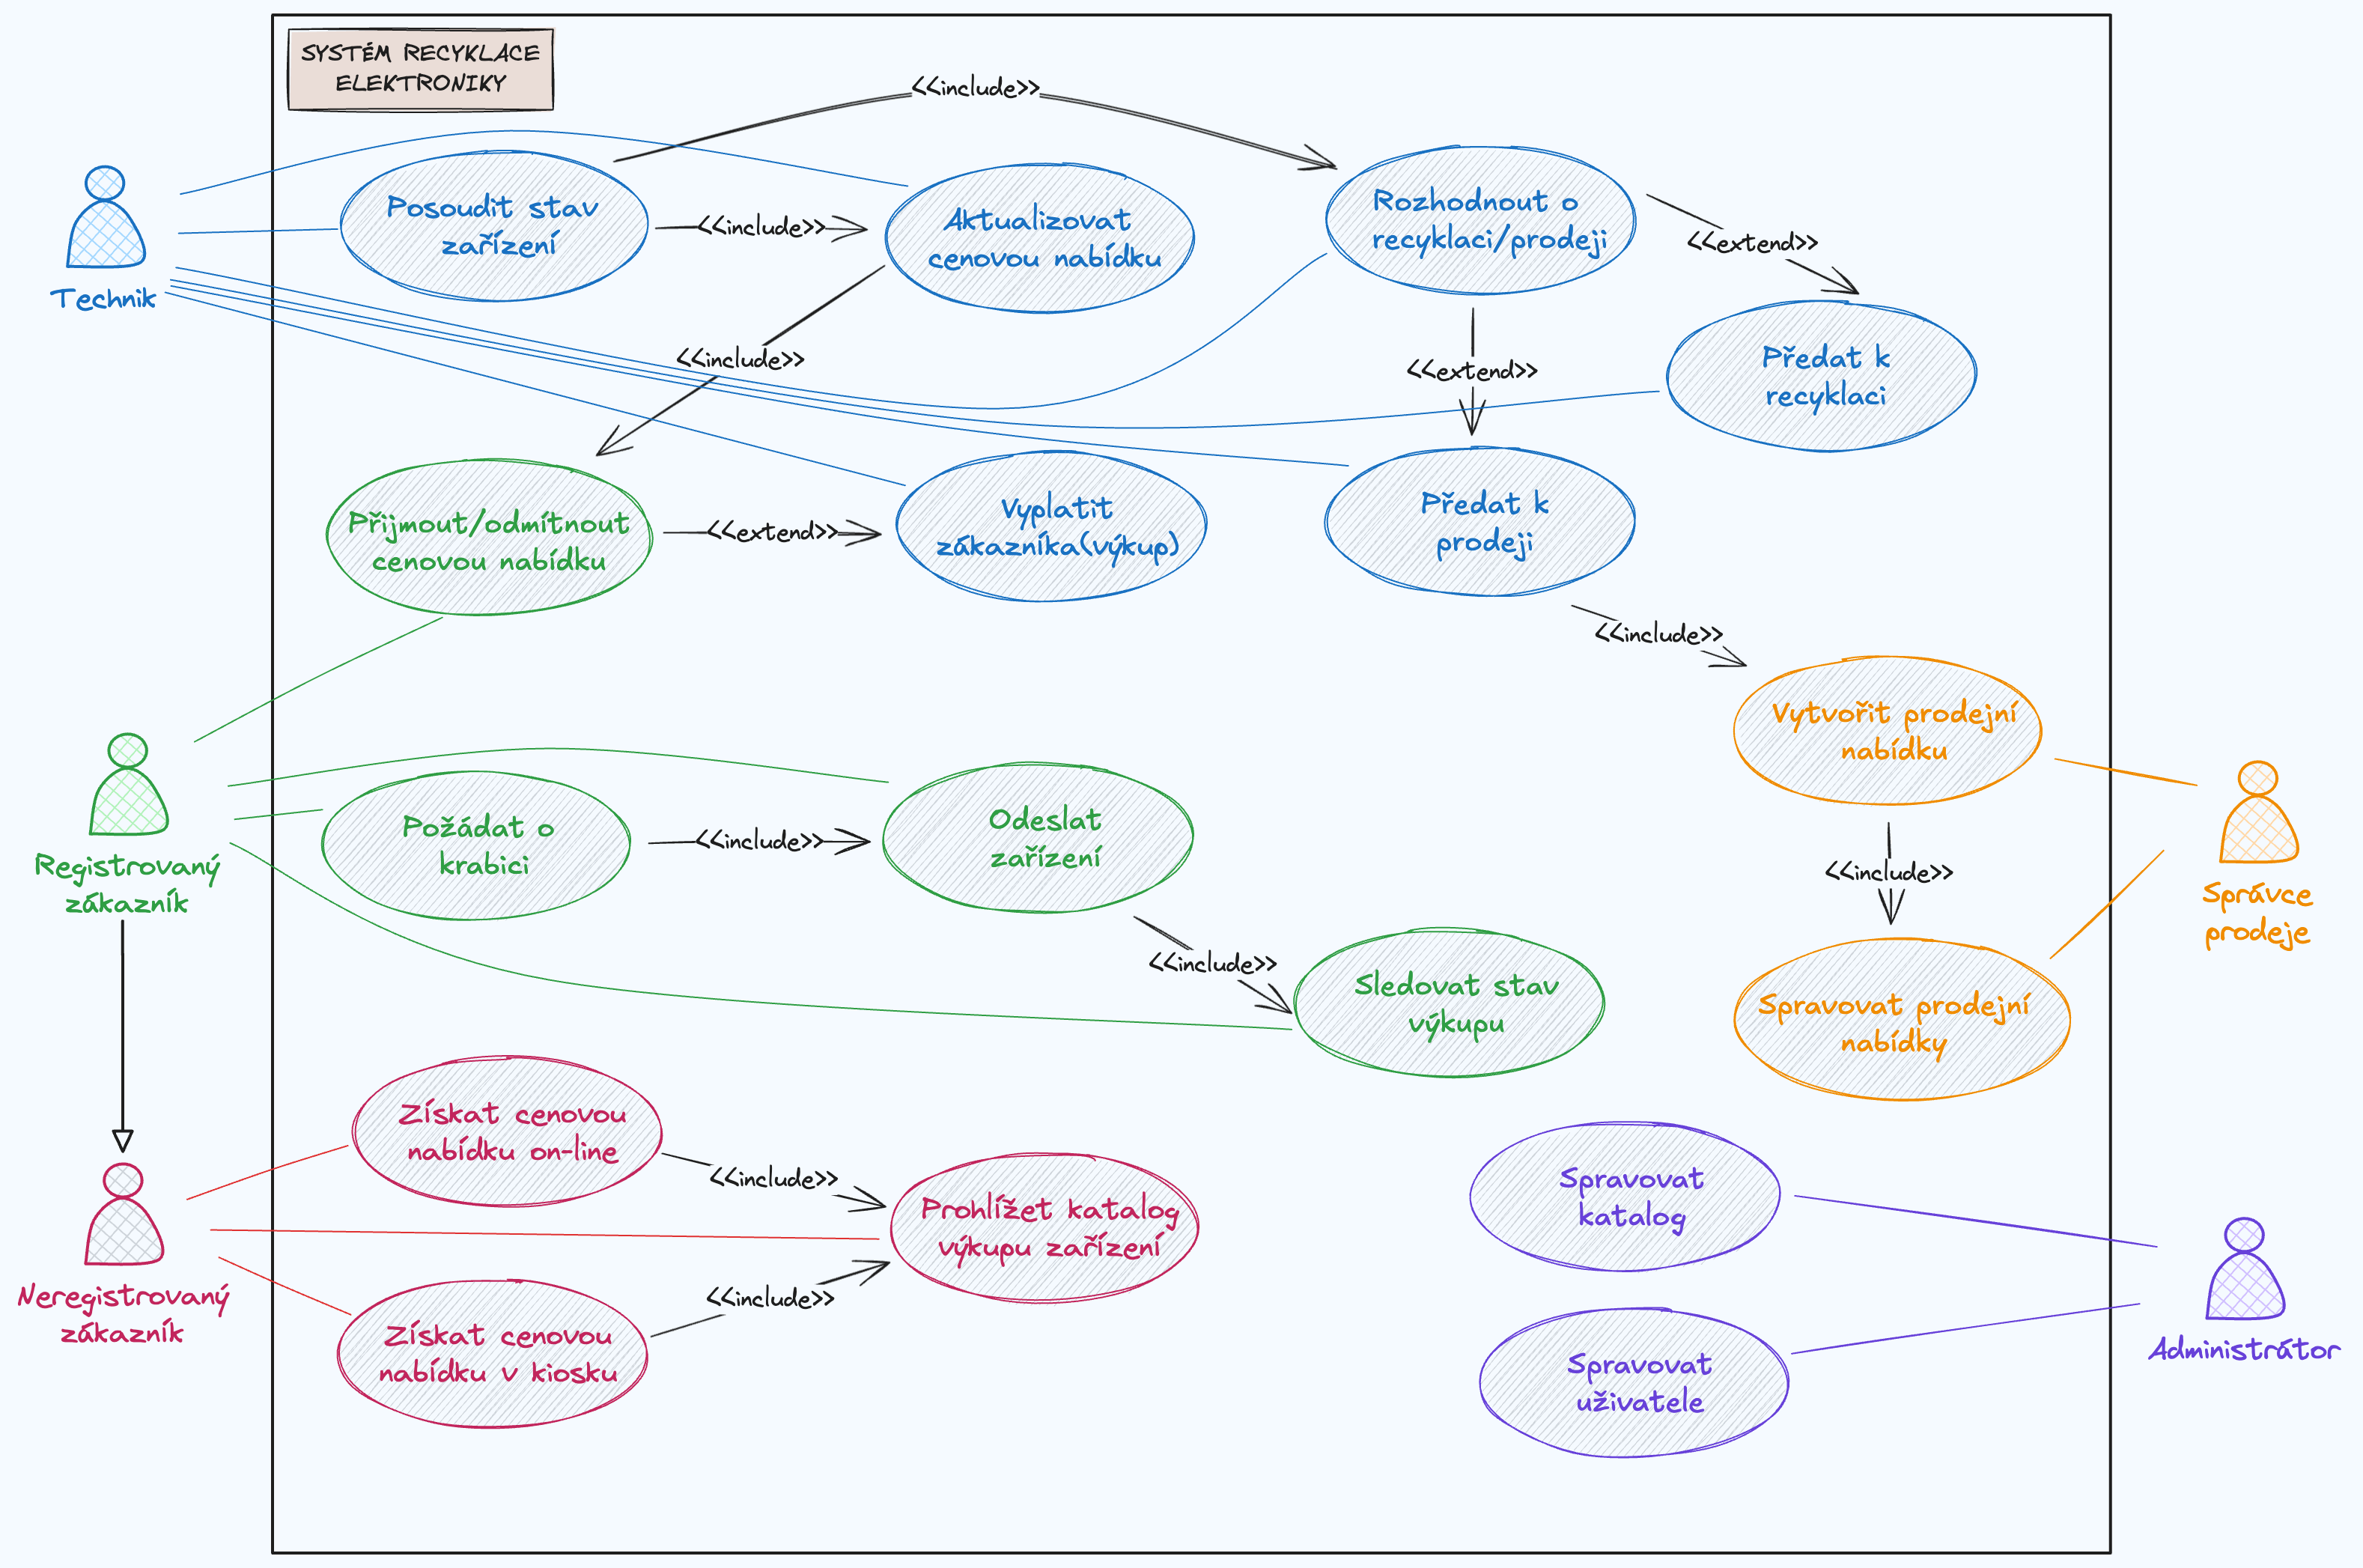 SYSTÉM RECYKLACE
ELEKTRONIKY
<<include>>
Posoudit stav
zařízení
<<include>>
Aktualizovat
cenovou nabídku
Rozhodnout o
recyklaci/prodeji
<<extend>>
Technik
<<include>>
<<extend>>
Předat k
recyklaci
Přijmout/odmítnout
cenovou nabídku
<<extend>>
Vyplatit
zákazníka(výkup)
Předat k
prodeji
<<include>>
Vytvořit prodejní
nabídku
Registrovaný
zákazník
Požádat o
krabici
<<include>>
Odeslat
zařízení
<<include>>
Správce
prodeje
<<include>>
Sledovat stav
výkupu
Spravovat prodejní
nabídky
Získat cenovou
nabídku on-line
<<include>>
Prohlížet katalog
výkupu zařízení
Spravovat
katalog
Neregistrovaný
zákazník
<<include>>
Získat cenovou
nabídku v kiosku
Spravovat
uživatele
Administrátor